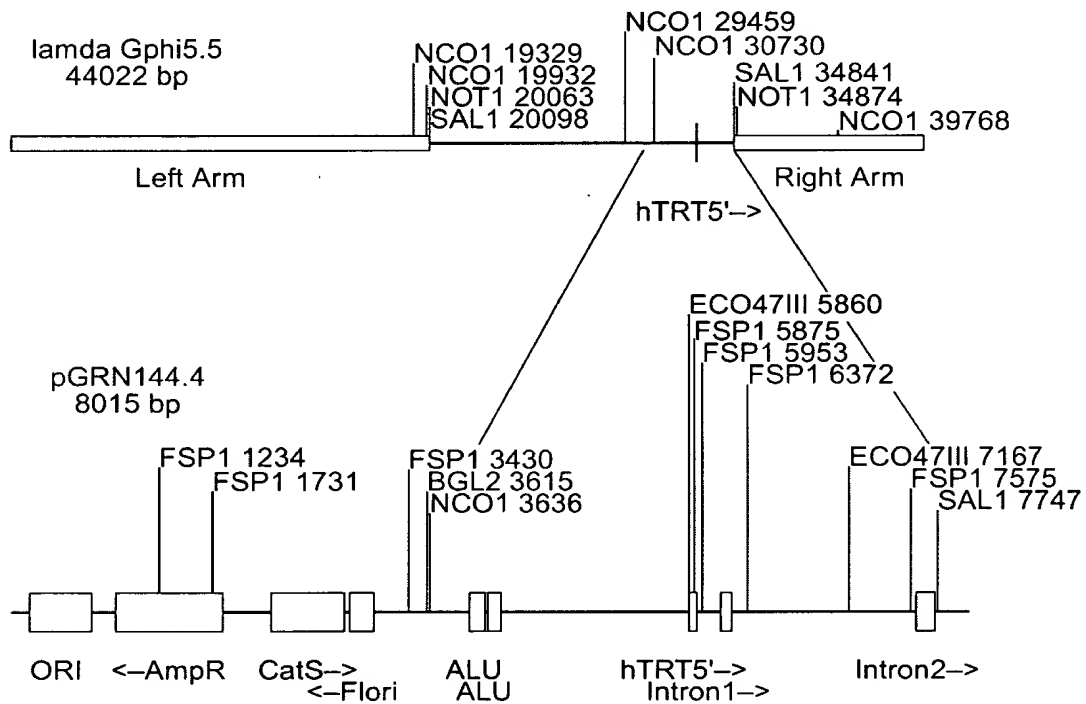 lamda Gphi5.5
44022 bp
NCO1 19329
NCO1 19932
NOT1 20063
SAL1 20098
NCO1 29459
NCO1 30730
SAL1 34841
NOT1 34874
NCO1 39768
Left Arm
Right Arm
hTRT5'–>
pGRN144.4
8015 bp
FSP1 1234
FSP1 1731
FSP1 3430
BGL2 3615
NCO1 3636
ECO47III 5860
FSP1 5875
FSP1 5953
FSP1 6372
ECO47III 7167
FSP1 7575
SAL1 7747
ORI
<–AmpR
CatS–>
<–Flori
ALU
ALU
hTRT5'–>
Intron1–>
Intron2–>